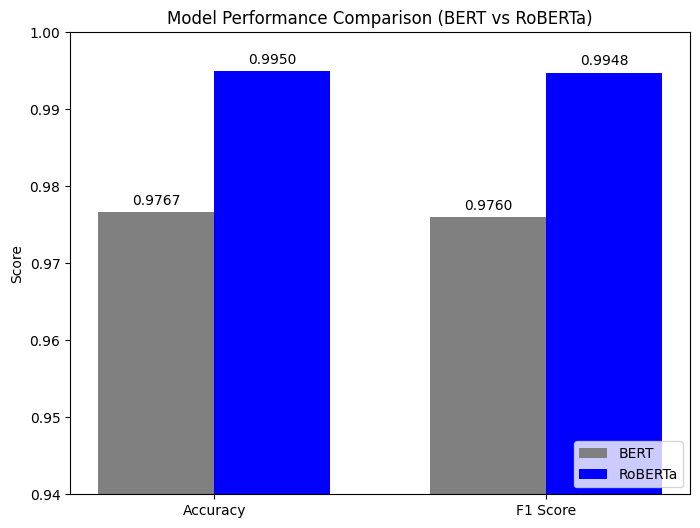 Model Performance Comparison (BERT vs RoBERTa)
1.00
0.99
0.98
0.97
0.96
0.95
0.94
Score
0.9767
0.9950
0.9760
0.9948
Accuracy
F1 Score
BERT
RoBERTa